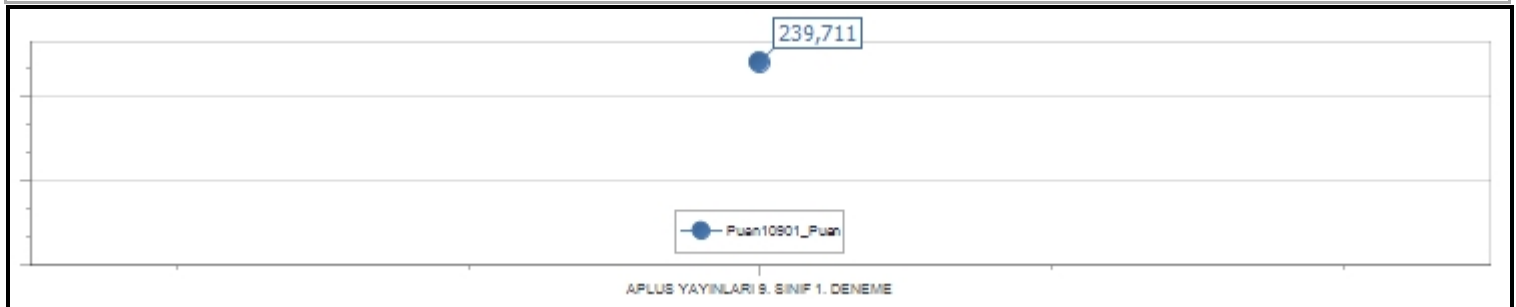 239,711
Puan10901_Puan
APLUS YAYINLARI 9. SINIF 1. DENEME